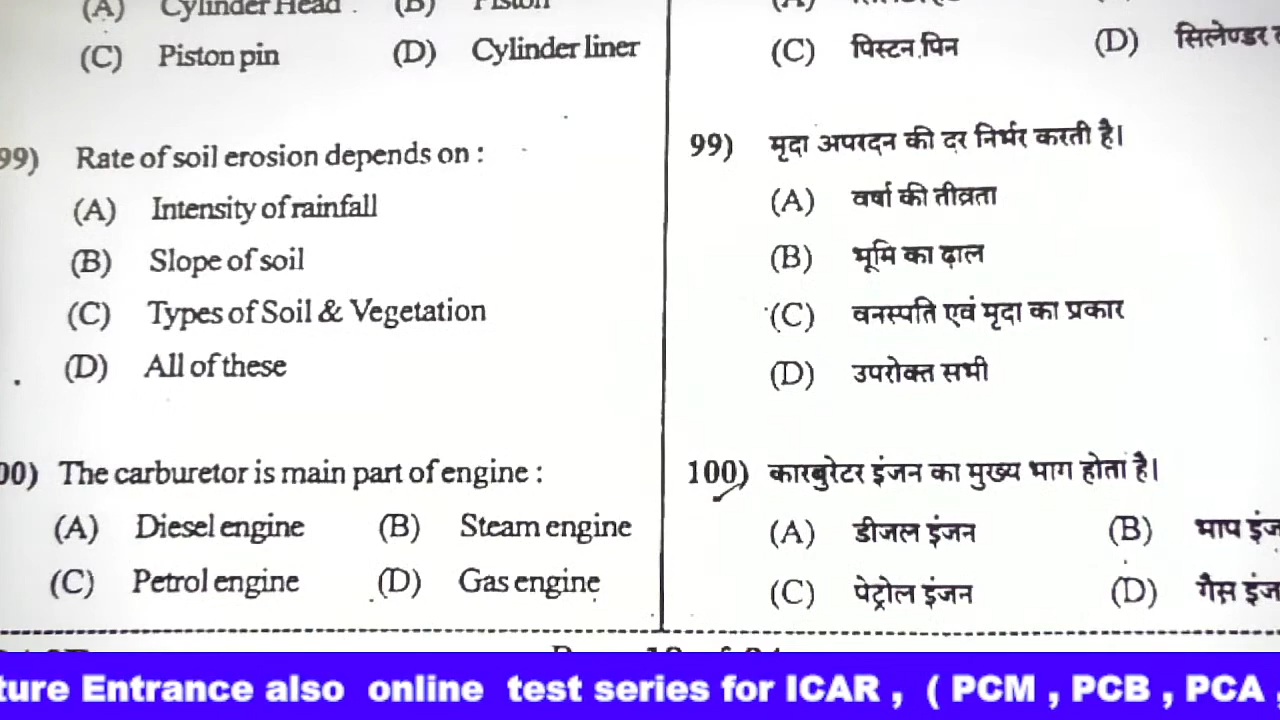 (A) Cylinder Head . (B) Piston
(C) Piston pin (D) Cylinder liner
99) Rate of soil erosion depends on :
(A) Intensity of rainfall
(B) Slope of soil
(C) Types of Soil & Vegetation
(D) All of these
00) The carburetor is main part of engine :
(A) Diesel engine (B) Steam engine
(C) Petrol engine (D) Gas engine
(A)
(C) पिस्टन पिन (D) सिलेण्डर
99) मृदा अपरदन की दर निर्भर करती है।
(A) वर्षा की तीव्रता
(B) भूमि का ढ़ाल
(C) वनस्पति एवं मृदा का प्रकार
(D) उपरोक्त सभी
100) कारबुरेटर इंजन का मुख्य भाग होता है।
(A) डीजल इंजन (B) भाप इंज
(C) पेट्रोल इंजन (D) गैस इंज
ture Entrance also online test series for ICAR , ( PCM , PCB , PCA ,